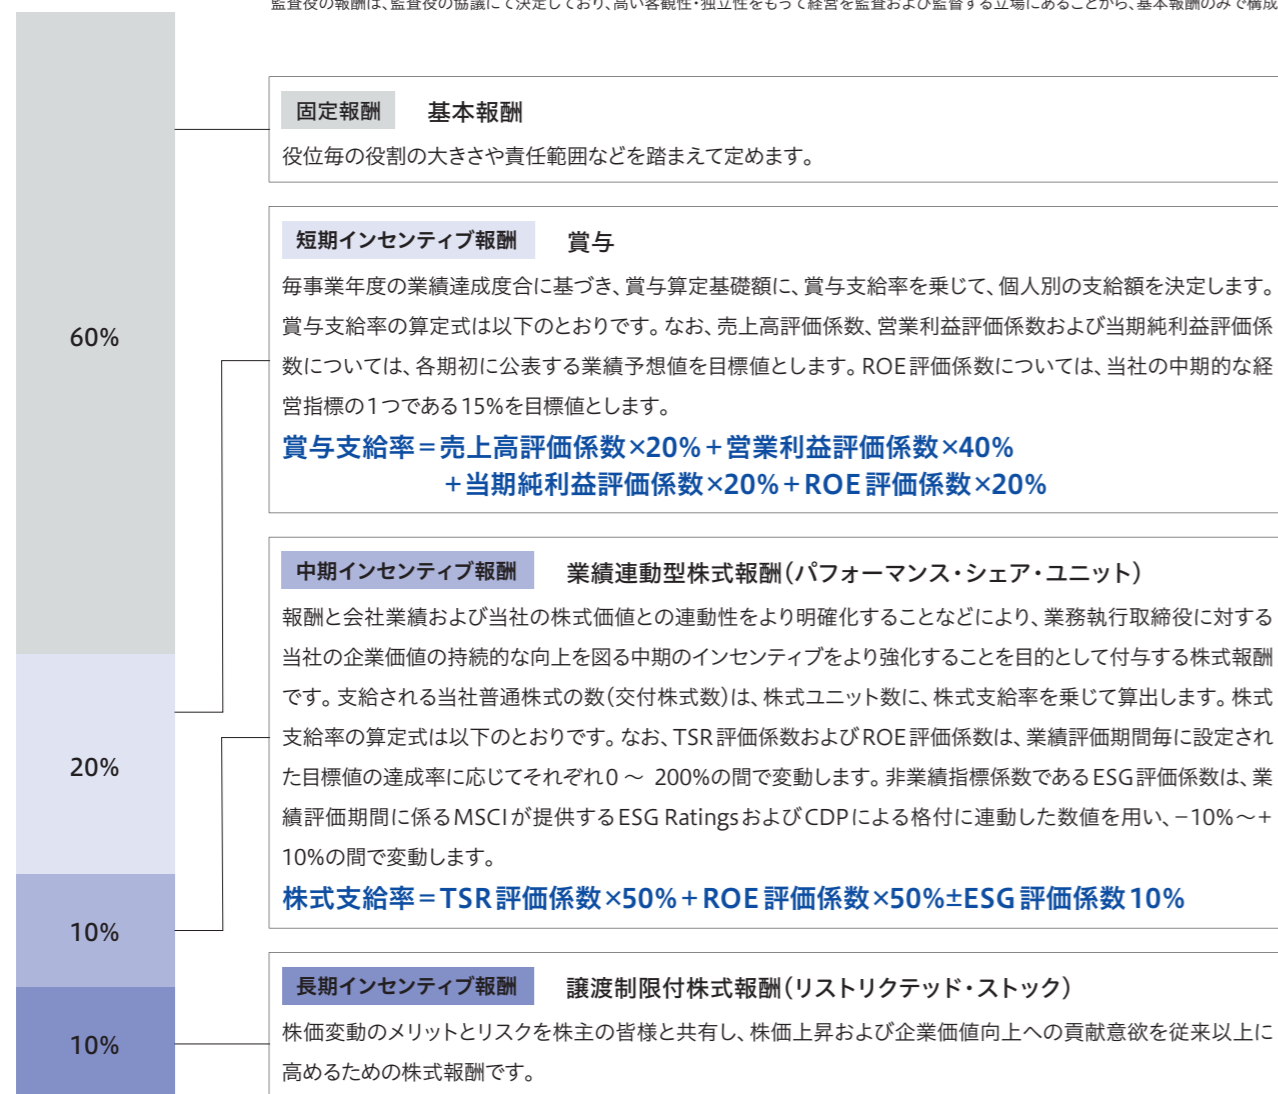 監査役の報酬は、監査役の協議にて決定しており、高い客観性・独立性をもって経営を監査および監督する立場にあることから、基本報酬のみで構成
固定報酬 基本報酬
役位毎の役割の大きさや責任範囲などを踏まえて定めます。
短期インセンティブ報酬 賞与
毎事業年度の業績達成度合に基づき、賞与算定基礎額に、賞与支給率を乗じて、個人別の支給額を決定します。
賞与支給率の算定式は以下のとおりです。なお、売上高評価係数、営業利益評価係数および当期純利益評価係
数については、各期初に公表する業績予想値を目標値とします。ROE評価係数については、当社の中期的な経
営指標の1つである15%を目標値とします。
賞与支給率＝売上高評価係数×20%＋営業利益評価係数×40%
＋当期純利益評価係数×20%＋ROE評価係数×20%
中期インセンティブ報酬 業績連動型株式報酬（パフォーマンス・シェア・ユニット）
報酬と会社業績および当社の株式価値との連動性をより明確化することなどにより、業務執行取締役に対する
当社の企業価値の持続的な向上を図る中期のインセンティブをより強化することを目的として付与する株式報酬
です。支給される当社普通株式の数（交付株式数）は、株式ユニット数に、株式支給率を乗じて算出します。株式
支給率の算定式は以下のとおりです。なお、TSR評価係数およびROE評価係数は、業績評価期間毎に設定され
た目標値の達成率に応じてそれぞれ0 ～ 200%の間で変動します。非業績指標係数であるESG評価係数は、業
績評価期間に係るMSCIが提供するESG RatingsおよびCDPによる格付に連動した数値を用い、−10%～+
10%の間で変動します。
株式支給率＝TSR評価係数×50%＋ROE評価係数×50%±ESG評価係数10%
長期インセンティブ報酬 譲渡制限付株式報酬（リストリクテッド・ストック）
株価変動のメリットとリスクを株主の皆様と共有し、株価上昇および企業価値向上への貢献意欲を従来以上に
高めるための株式報酬です。
60%
20%
10%
10%